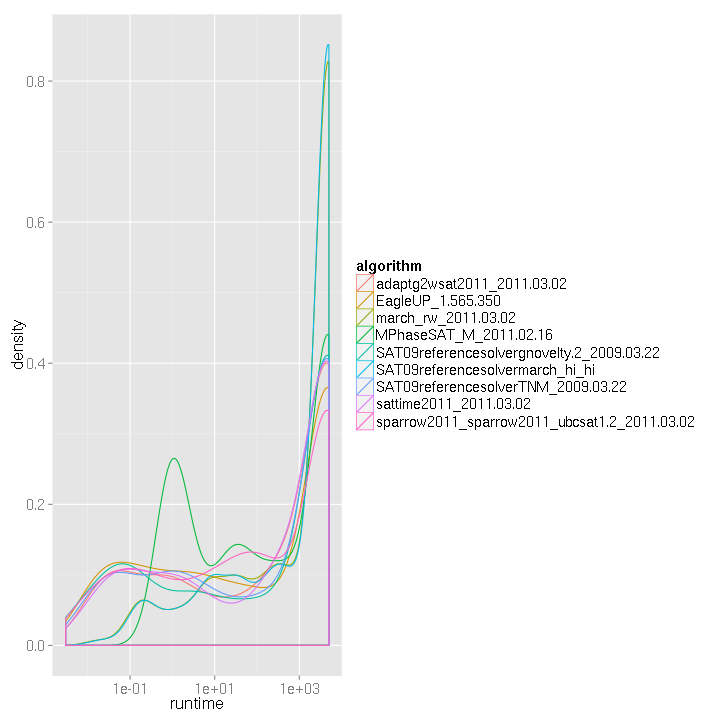 0.8
0.6
0.4
0.2
0.0
density
1e-01 1e+01 1e+03
runtime
algorithm
adaptg2wsat2011_2011.03.02
EagleUP_1.565.350
march_rw_2011.03.02
MPhaseSAT_M_2011.02.16
SAT09referencesolvergnovelty.2_2009.03.22
SAT09referencesolvermarch_hi_hi
SAT09referencesolverTNM_2009.03.22
sattime2011_2011.03.02
sparrow2011_sparrow2011_ubcsat1.2_2011.03.02